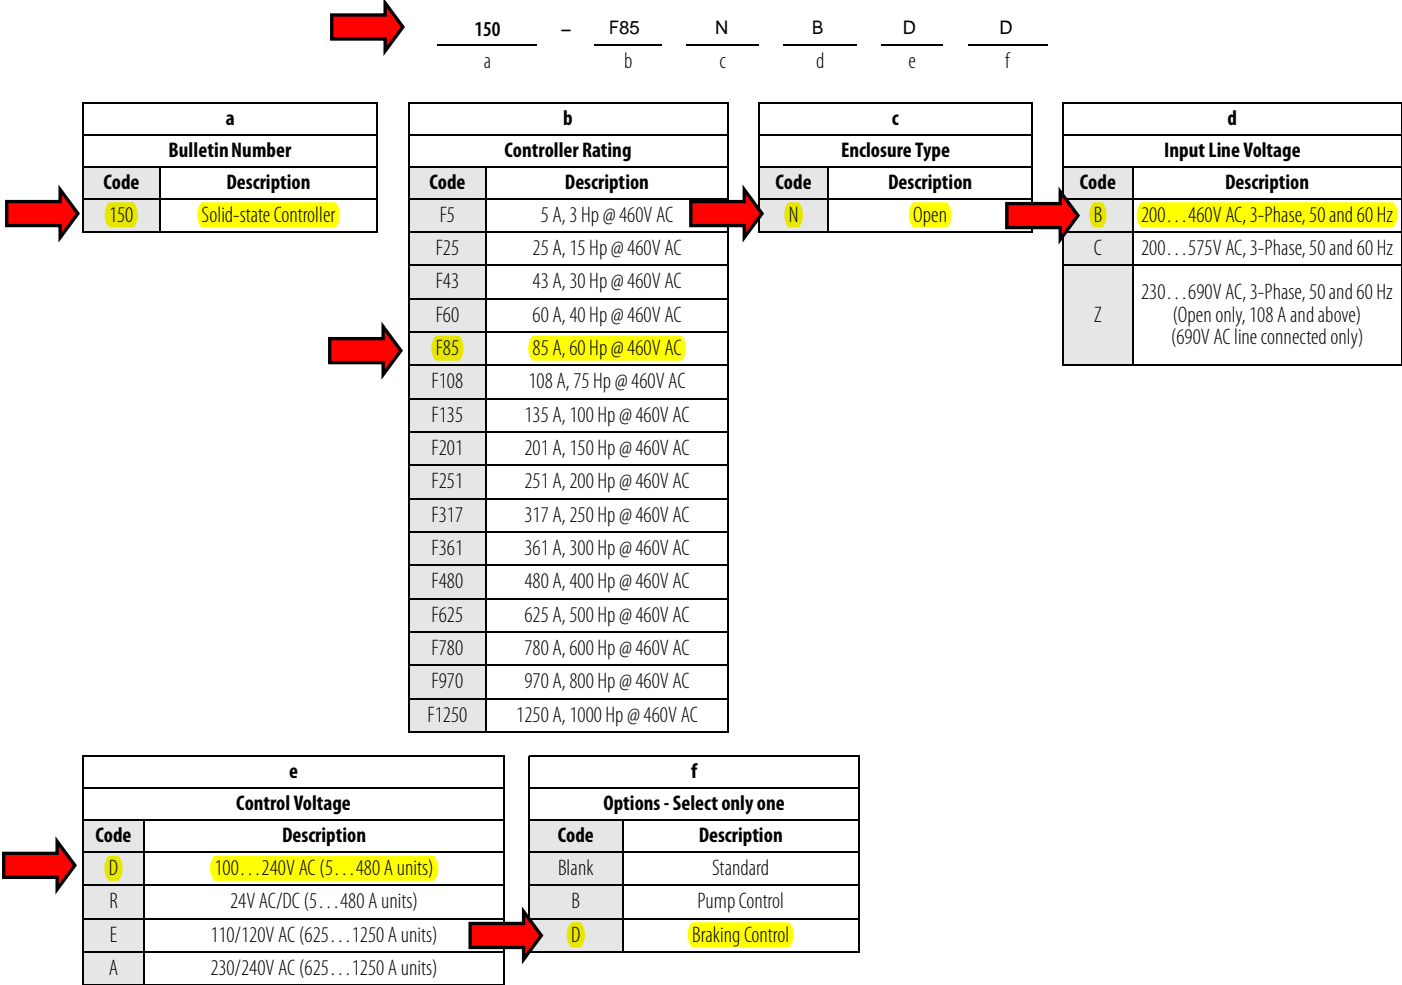 150 – F85 N B D D
a b c d e f
a
Bulletin Number
Code Description
150 Solid-state Controller
b
Controller Rating
Code Description
F5 5 A, 3 Hp @ 460V AC
F25 25 A, 15 Hp @ 460V AC
F43 43 A, 30 Hp @ 460V AC
F60 60 A, 40 Hp @ 460V AC
F85 85 A, 60 Hp @ 460V AC
F108 108 A, 75 Hp @ 460V AC
F135 135 A, 100 Hp @ 460V AC
F201 201 A, 150 Hp @ 460V AC
F251 251 A, 200 Hp @ 460V AC
F317 317 A, 250 Hp @ 460V AC
F361 361 A, 300 Hp @ 460V AC
F480 480 A, 400 Hp @ 460V AC
F625 625 A, 500 Hp @ 460V AC
F780 780 A, 600 Hp @ 460V AC
F970 970 A, 800 Hp @ 460V AC
F1250 1250 A, 1000 Hp @ 460V AC
c
Enclosure Type
Code Description
N Open
d
Input Line Voltage
Code Description
B 200...460V AC, 3-Phase, 50 and 60 Hz
C 200...575V AC, 3-Phase, 50 and 60 Hz
Z 230...690V AC, 3-Phase, 50 and 60 Hz
(Open only, 108 A and above)
(690V AC line connected only)
e
Control Voltage
Code Description
D 100...240V AC (5...480 A units)
R 24V AC/DC (5...480 A units)
E 110/120V AC (625...1250 A units)
A 230/240V AC (625...1250 A units)
f
Options - Select only one
Code Description
Blank Standard
B Pump Control
D Braking Control